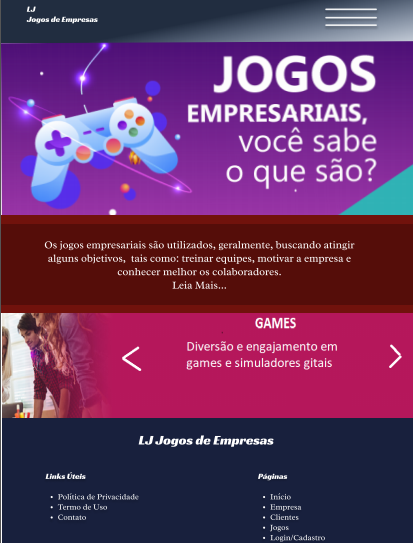 LJ
Jogos de Empresas
JOGOS
EMPRESARIAIS,
você sabe
o que são?
Os jogos empresariais são utilizados, geralmente, buscando atingir
alguns objetivos, tais como: treinar equipes, motivar a empresa e
conhecer melhor os colaboradores.
Leia Mais...
GAMES
Diversão e engajamento em
games e simuladores gitais
LJ Jogos de Empresas
Links Úteis
• Política de Privacidade
• Termo de Uso
• Contato
Páginas
• Início
• Empresa
• Clientes
• Jogos
• Login/Cadastro